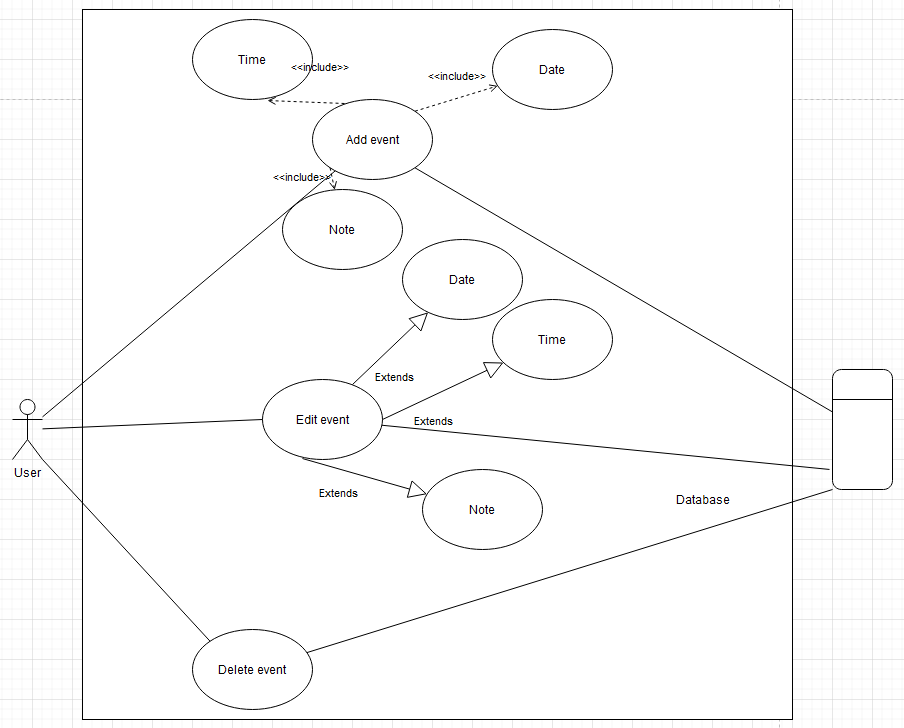 Time
<<include>>
Date
<<include>>
Add event
<<include>>
Note
Date
Time
Extends
Edit event
Extends
User
Extends
Note
Database
Delete event